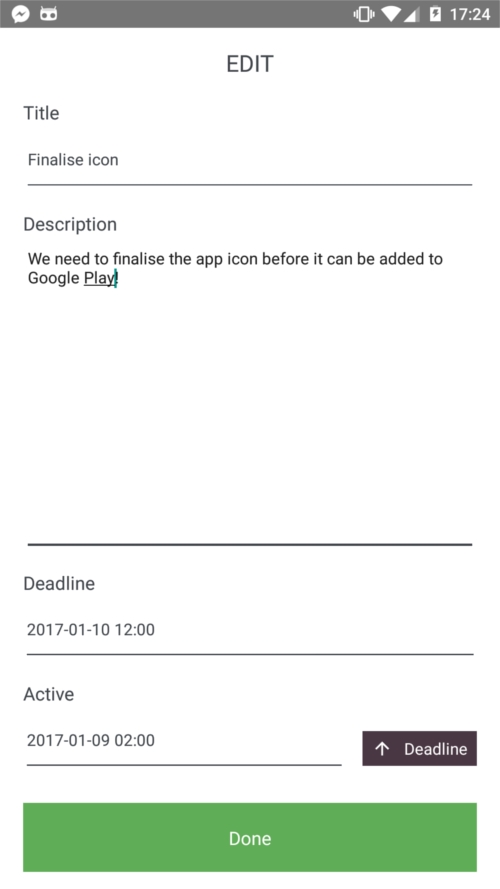 17:24
EDIT
Title
Finalise icon
Description
We need to finalise the app icon before it can be added to
Google Play!
Deadline
2017-01-10 12:00
Active
2017-01-09 02:00
Deadline
Done